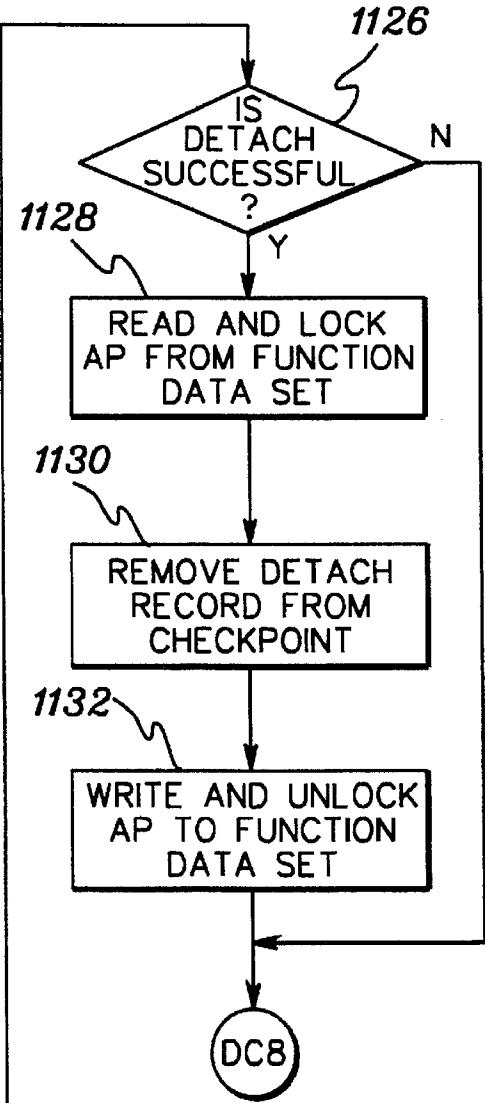 1126
IS
DETACH
SUCCESSFUL
?
N
Y
1128
READ AND LOCK
AP FROM FUNCTION
DATA SET
1130
REMOVE DETACH
RECORD FROM
CHECKPOINT
1132
WRITE AND UNLOCK
AP TO FUNCTION
DATA SET
DC8